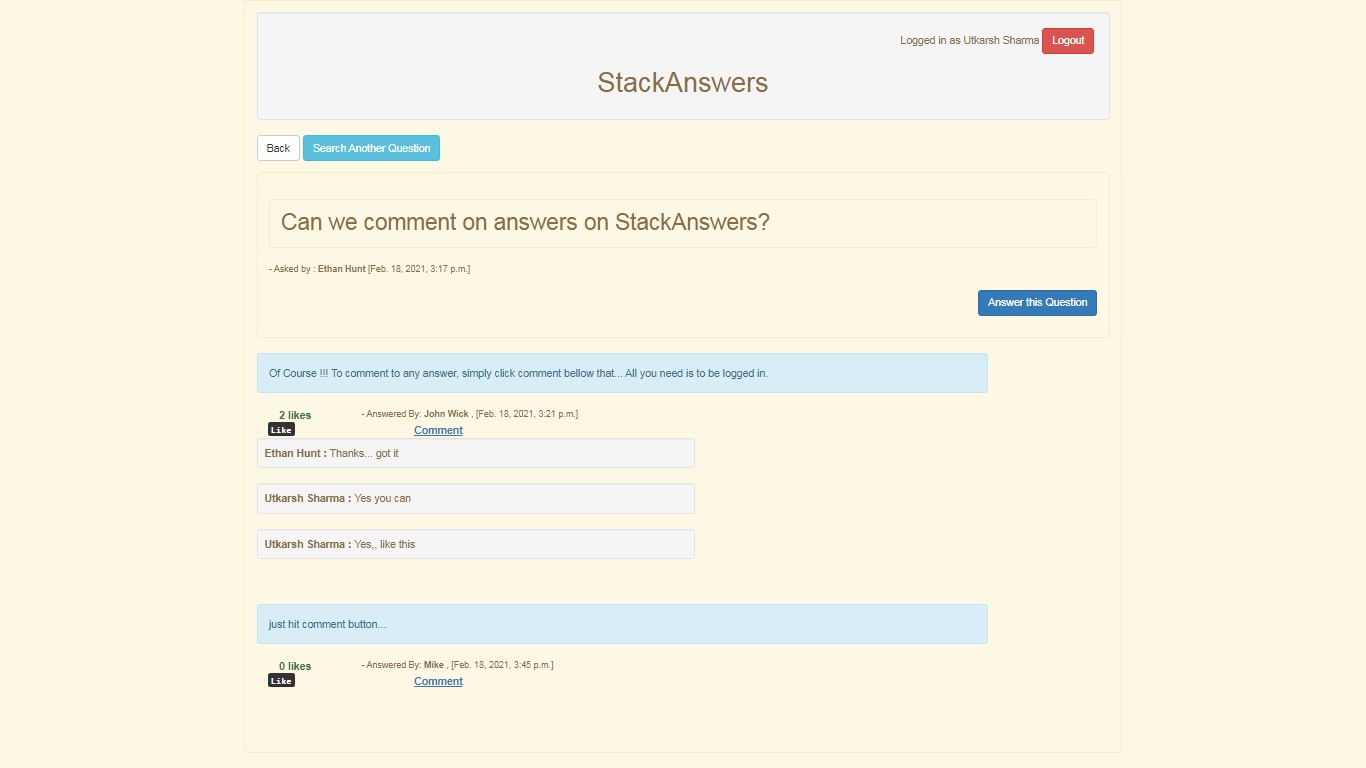 Logged in as Utkarsh Sharma Logout
StackAnswers
Back Search Another Question
Can we comment on answers on StackAnswers?
- Asked by : Ethan Hunt [Feb. 18, 2021, 3:17 p.m.]
Answer this Question
Of Course !!! To comment to any answer, simply click comment bellow that... All you need is to be logged in.
2 likes - Answered By: John Wick , [Feb. 18, 2021, 3:21 p.m.]
Like Comment
Ethan Hunt : Thanks... got it
Utkarsh Sharma : Yes you can
Utkarsh Sharma : Yes,, like this
just hit comment button...
0 likes - Answered By: Mike , [Feb. 18, 2021, 3:45 p.m.]
Like Comment